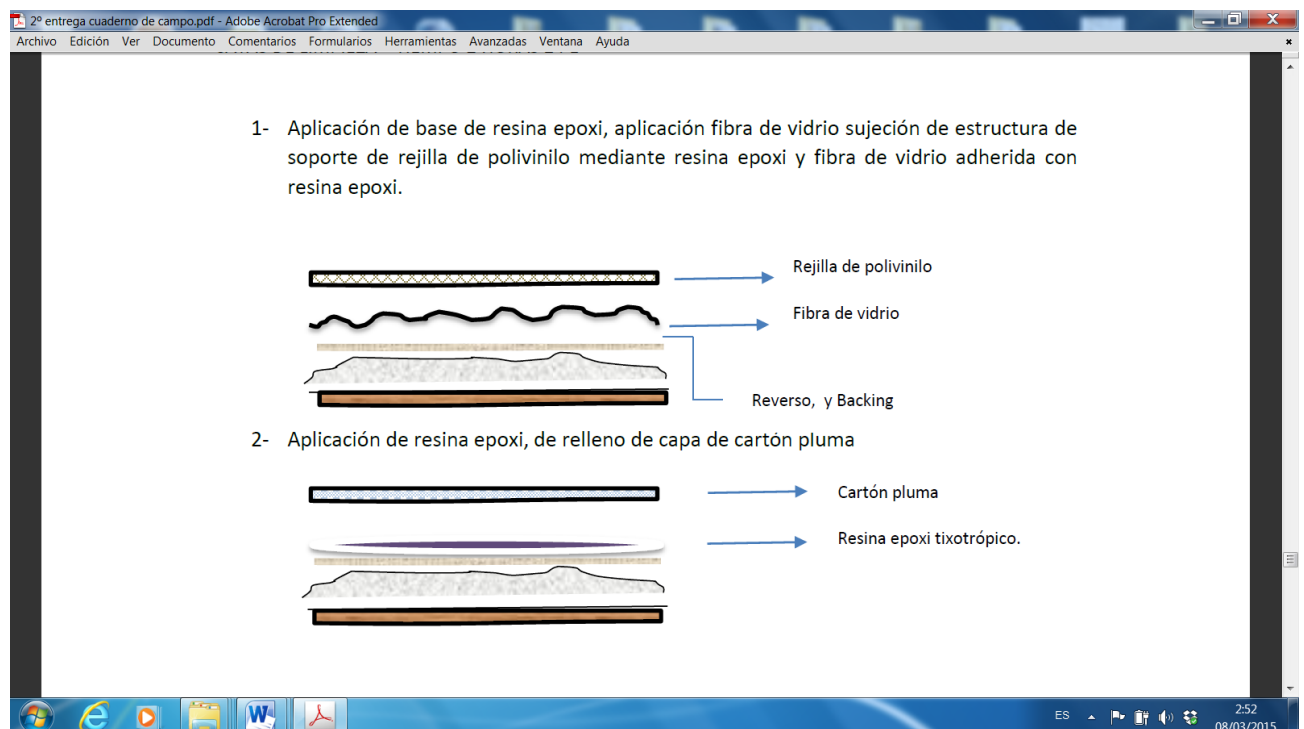 2º entrega cuaderno de campo.pdf - Adobe Acrobat Pro Extended
Archivo Edición Ver Documento Comentarios Formularios Herramientas Avanzadas Ventana Ayuda
1- Aplicación de base de resina epoxi, aplicación fibra de vidrio sujeción de estructura de
soporte de rejilla de polivinilo mediante resina epoxi y fibra de vidrio adherida con
resina epoxi.
Rejilla de polivinilo
Fibra de vidrio
Reverso, y Backing
2- Aplicación de resina epoxi, de relleno de capa de cartón pluma
Cartón pluma
Resina epoxi tixotrópico.
ES
2:52
08/03/2015